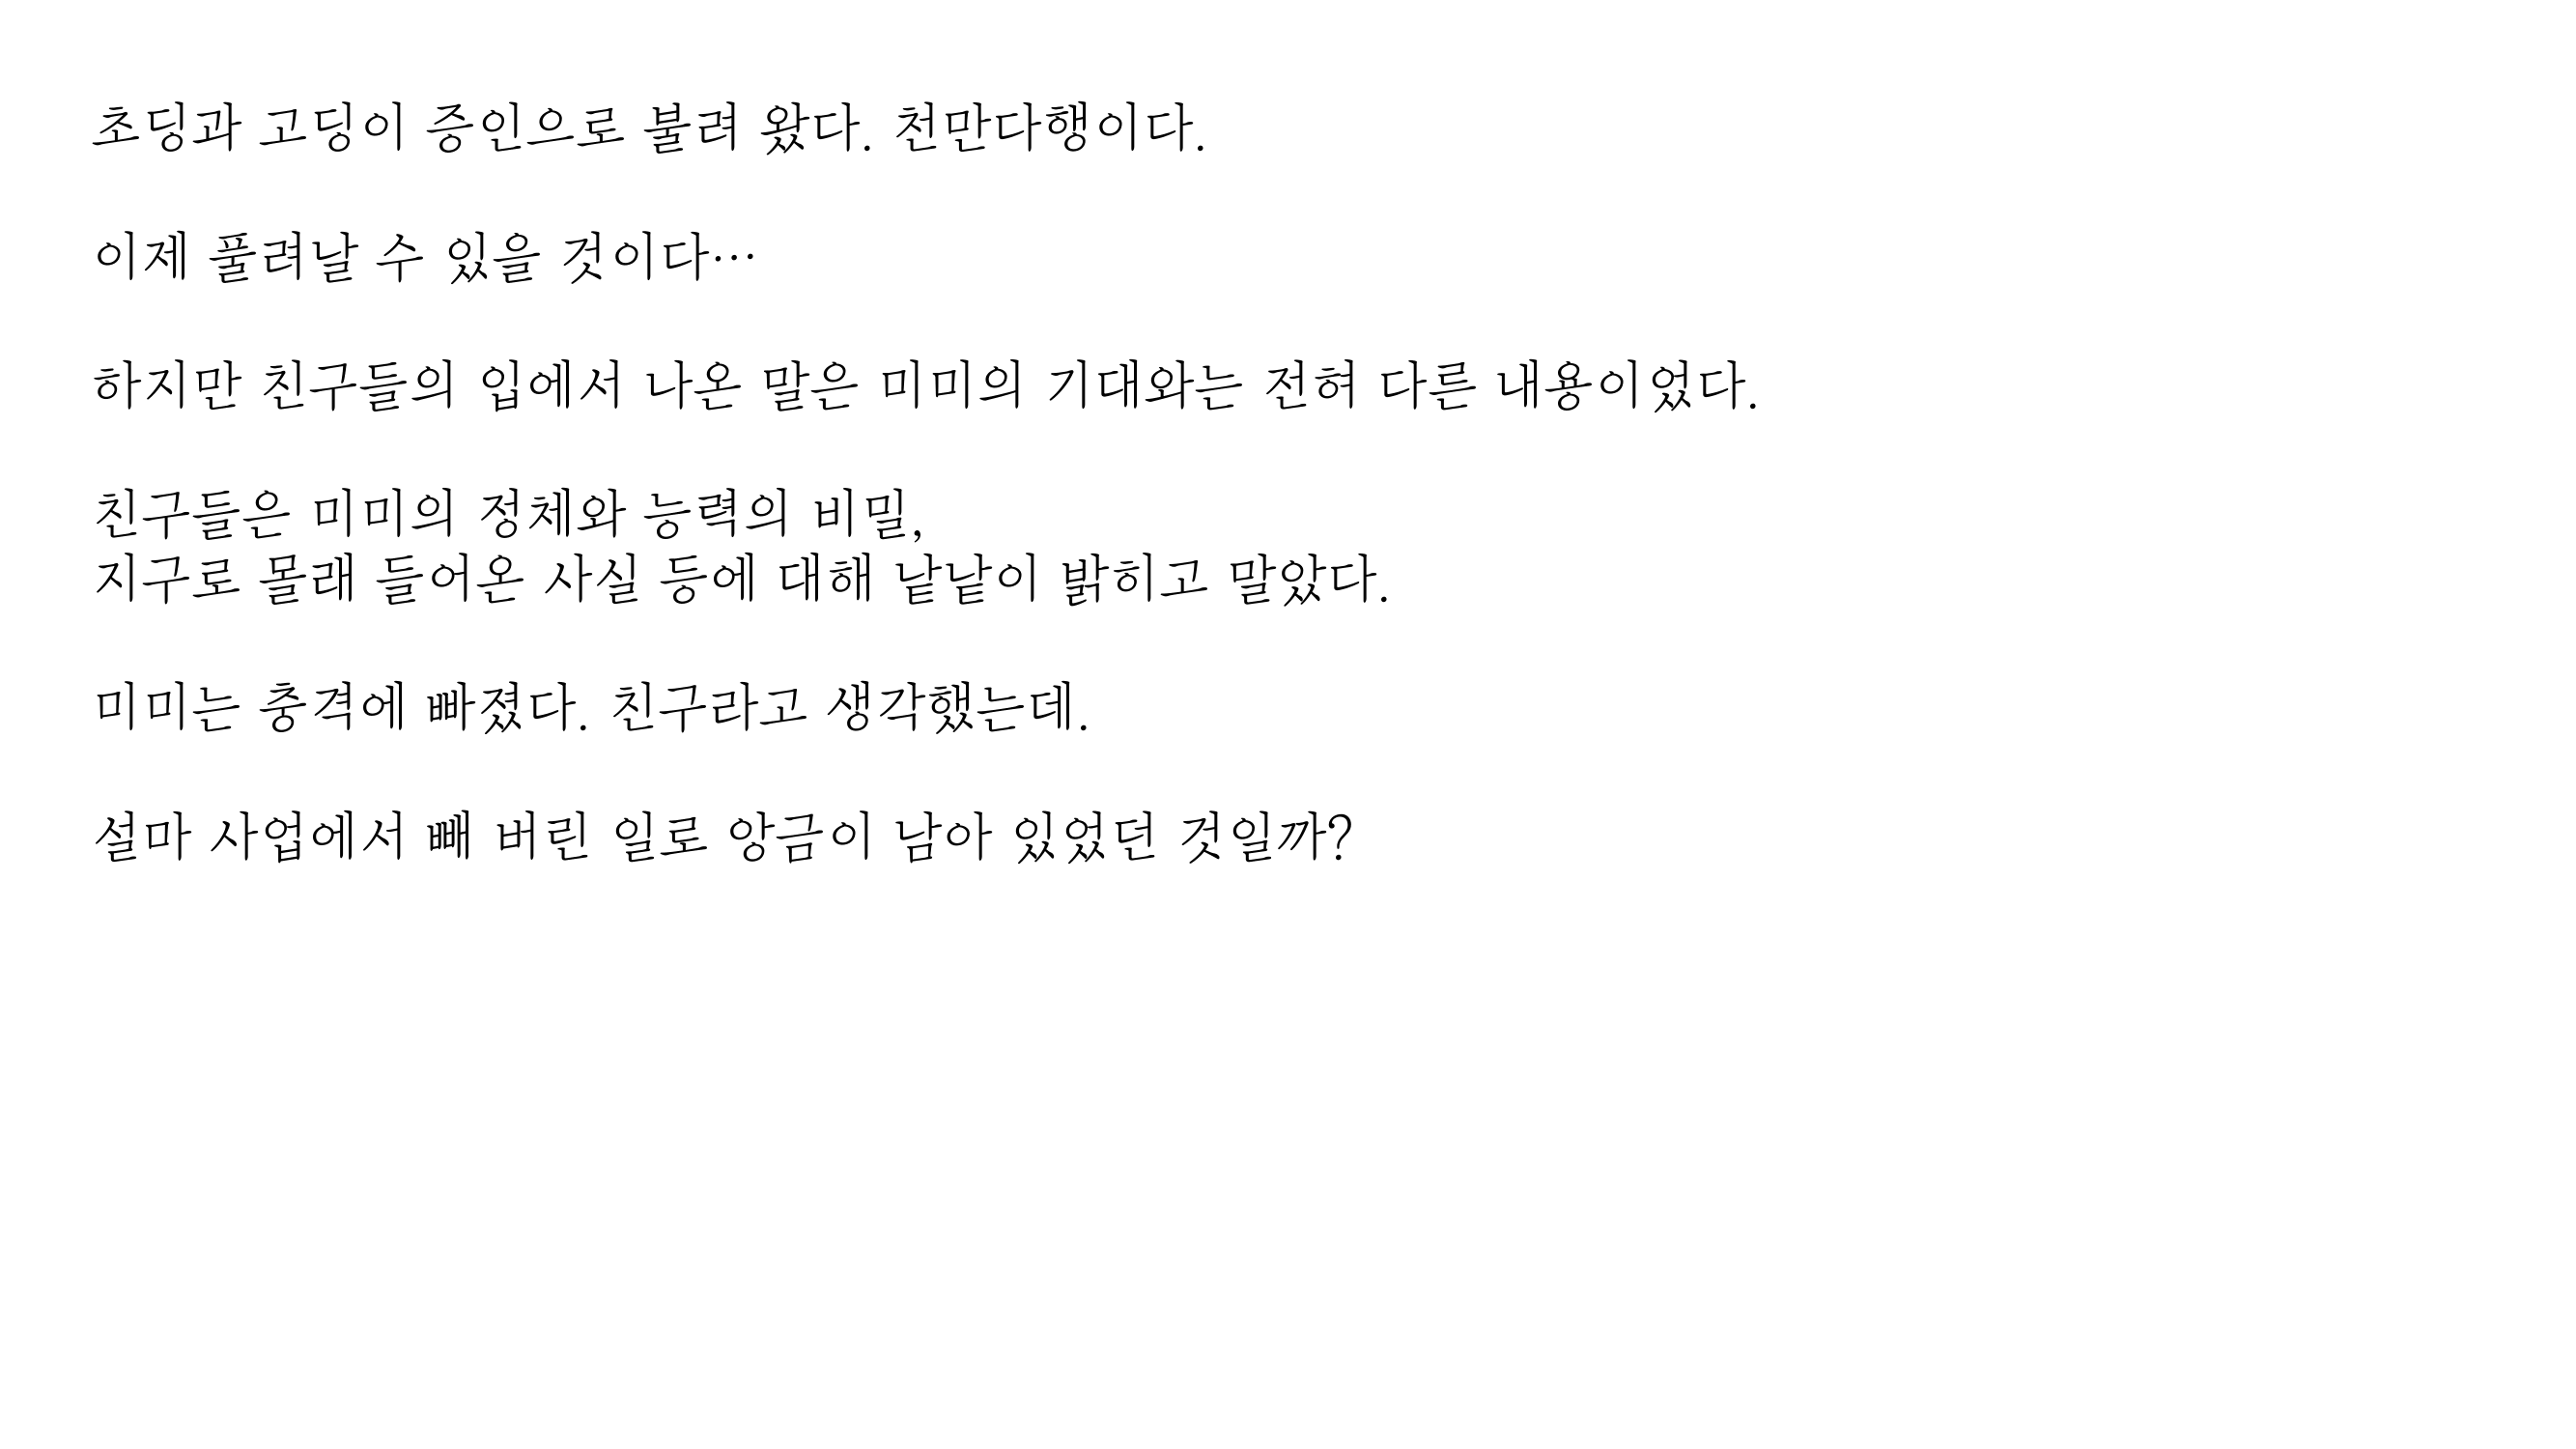 초딩과 고딩이 증인으로 불려 왔다. 천만다행이다.
이제 풀려날 수 있을 것이다…
하지만 친구들의 입에서 나온 말은 미미의 기대와는 전혀 다른 내용이었다.
친구들은 미미의 정체와 능력의 비밀,
지구로 몰래 들어온 사실 등에 대해 낱낱이 밝히고 말았다.
미미는 충격에 빠졌다. 친구라고 생각했는데.
설마 사업에서 빼 버린 일로 앙금이 남아 있었던 것일까?